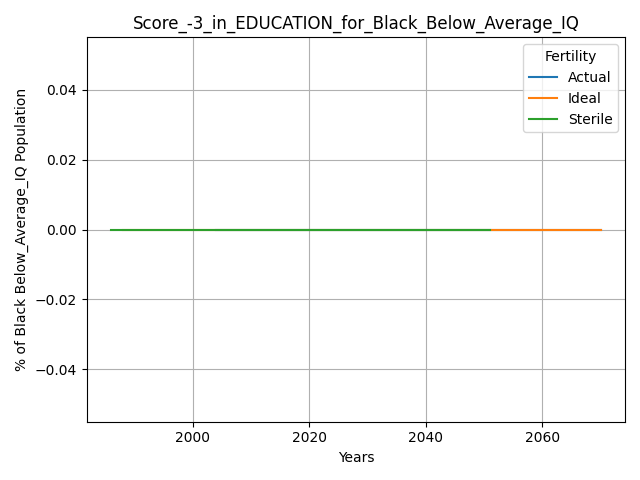 Score_-3_in_EDUCATION_for_Black_Below_Average_IQ
Fertility
Actual
Ideal
Sterile
% of Black Below_Average_IQ Population
0.04
0.02
0.00
−0.02
−0.04
2000 2020 2040 2060
Years